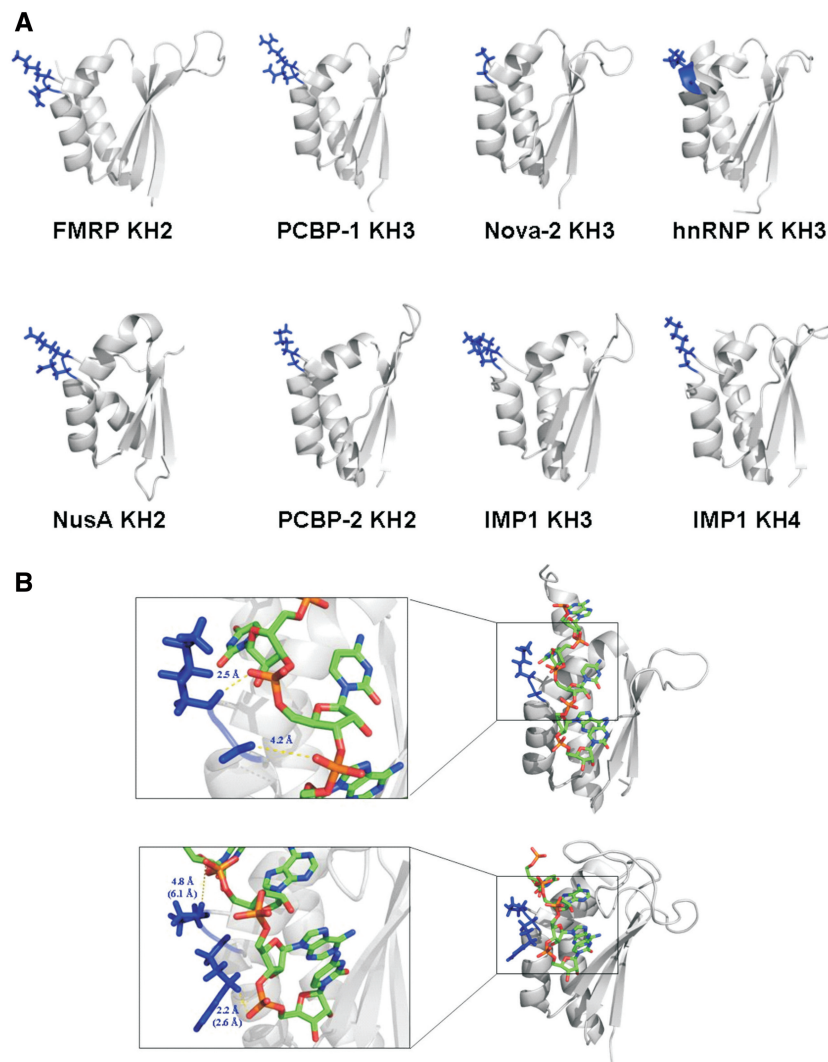 A
FMRP KH2 PCBP-1 KH3 Nova-2 KH3 hnRNP K KH3
NusA KH2 PCBP-2 KH2 IMP1 KH3 IMP1 KH4
B
2.5 Å
4.2 Å
4.8 Å
(6.1 Å)
2.2 Å
(2.6 Å)